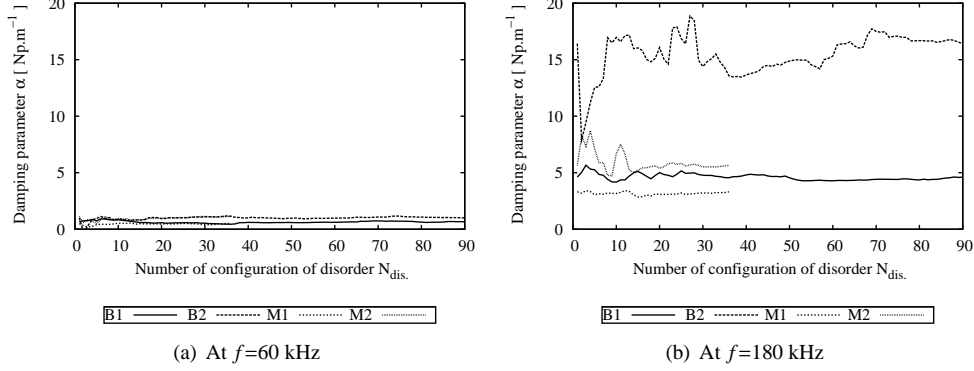 Damping parameter α [ Np.m⁻¹ ]
20
15
10
5
0
0 10 20 30 40 50 60 70 80 90
Number of configuration of disorder N_dis.
B1 B2 M1 M2
(a) At f=60 kHz
Damping parameter α [ Np.m⁻¹ ]
20
15
10
5
0
0 10 20 30 40 50 60 70 80 90
Number of configuration of disorder N_dis.
B1 B2 M1 M2
(b) At f=180 kHz